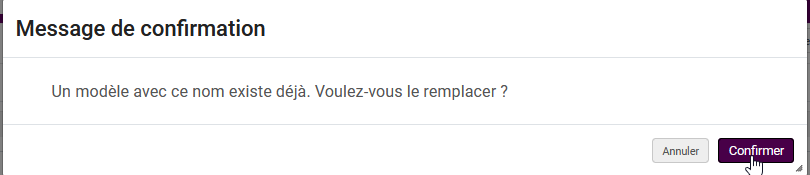 Message de confirmation
Un modèle avec ce nom existe déjà. Voulez-vous le remplacer ?
Annuler
Confirmer